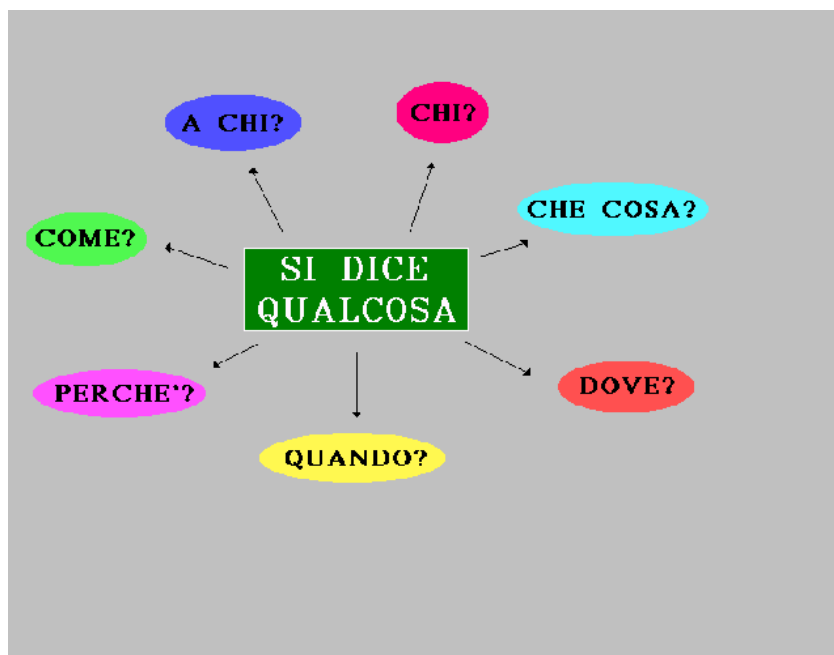 A CHI?
CHI?
CHE COSA?
COME?
SI DICE
QUALCOSA
PERCHE'?
DOVE?
QUANDO?